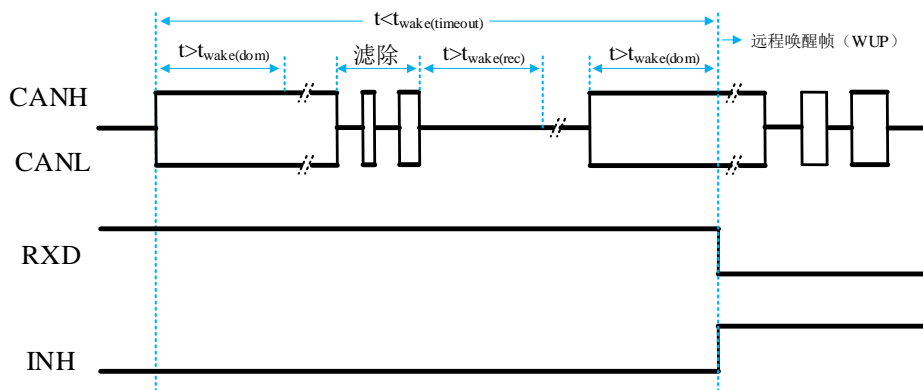 t<twake(timeout)
远程唤醒帧（WUP）
t>twake(dom) 滤除 t>twake(rec) t>twake(dom)
CANH
CANL
RXD
INH